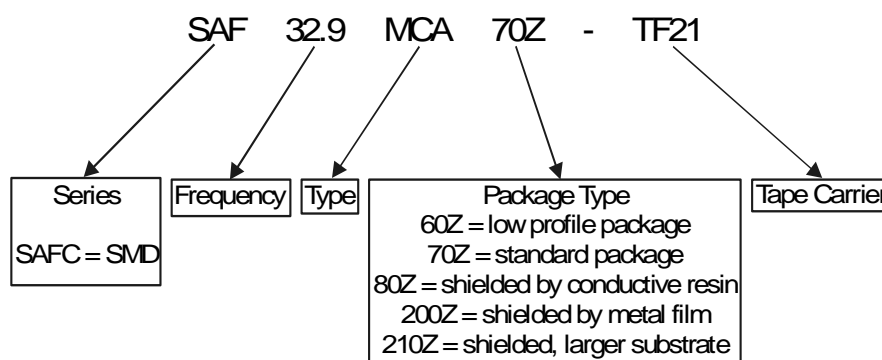 SAF 32.9 MCA 70Z - TF21
Series
SAFC = SMD
Frequency
Type
Package Type
60Z = low profile package
70Z = standard package
80Z = shielded by conductive resin
200Z = shielded by metal film
210Z = shielded, larger substrate
Tape Carrier